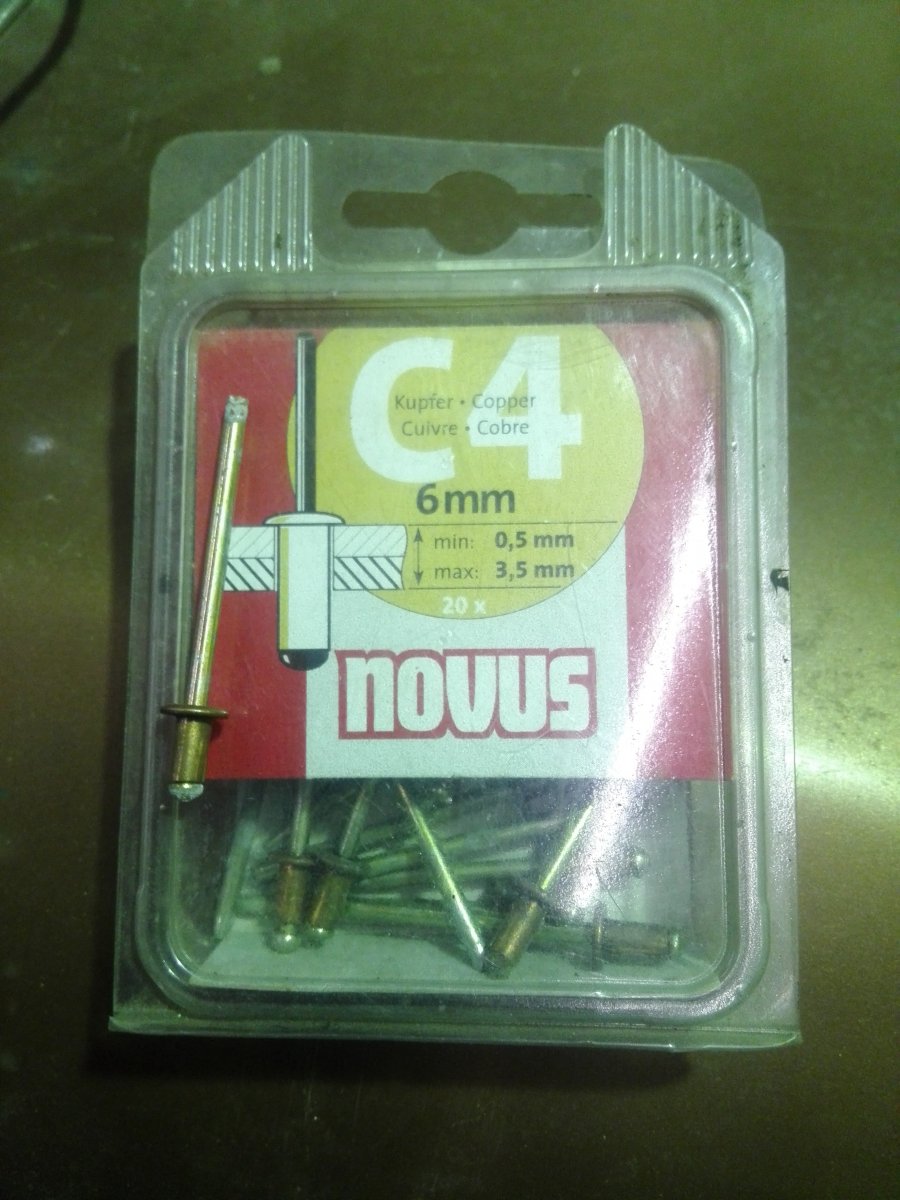 C4
Kupfer • Copper
Cuivre • Cobre
6mm
min: 0,5 mm
max: 3,5 mm
20 x
novus